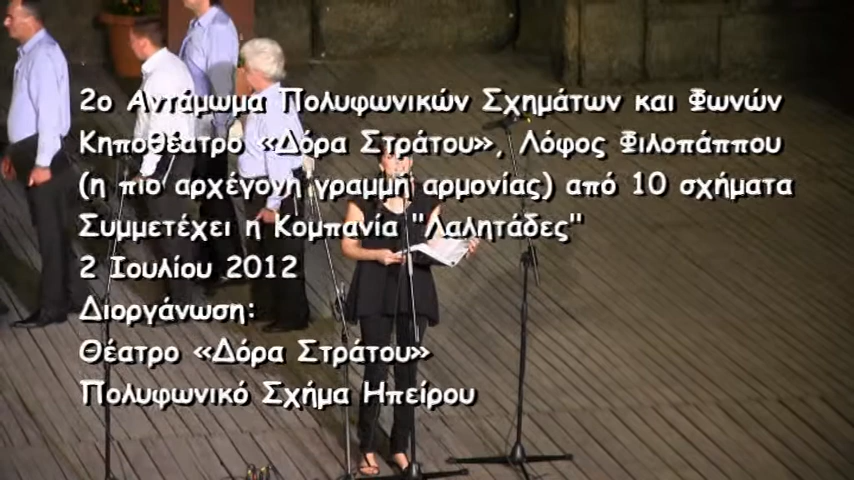 2ο Αντάμωμα Πολυφωνικών Σχημάτων και Φωνών
Κηποθέατρο «Δόρα Στράτου», Λόφος Φιλοπάππου
(η πιο αρχέγονη γραμμή αρμονίας) από 10 σχήματα
Συμμετέχει η Κομπανία "Λαλητάδες"
2 Ιουλίου 2012
Διοργάνωση:
Θέατρο «Δόρα Στράτου»
Πολυφωνικό Σχήμα Ηπείρου